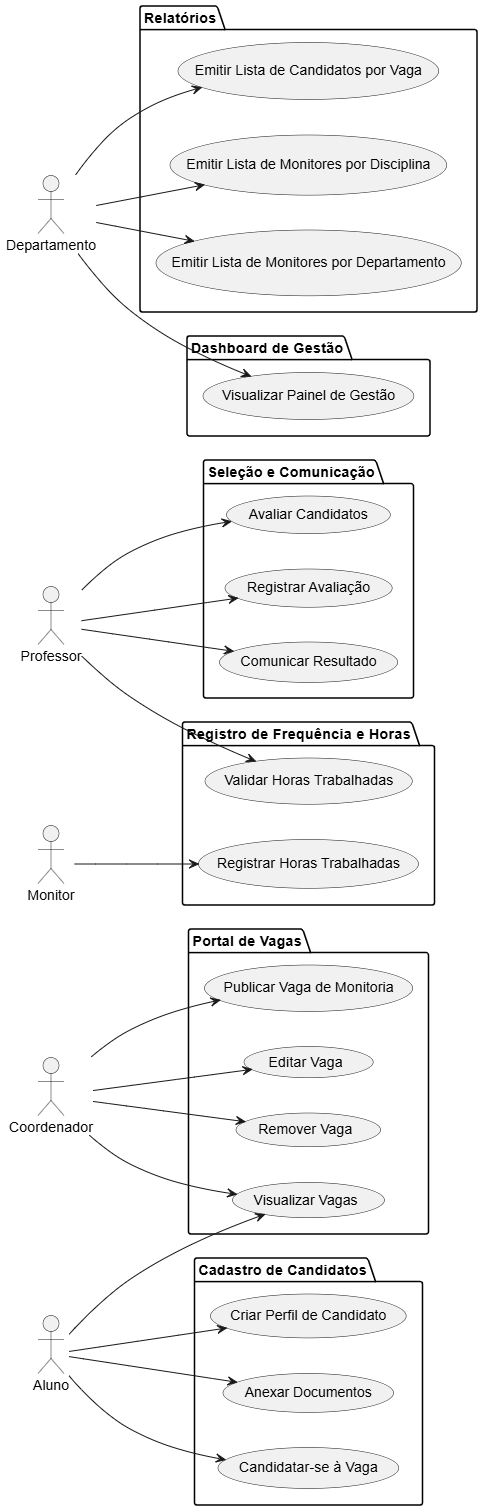 Relatórios
Emitir Lista de Candidatos por Vaga
Emitir Lista de Monitores por Disciplina
Departamento
Emitir Lista de Monitores por Departamento
Dashboard de Gestão
Visualizar Painel de Gestão
Seleção e Comunicação
Avaliar Candidatos
Registrar Avaliação
Professor
Comunicar Resultado
Registro de Frequência e Horas
Validar Horas Trabalhadas
Registrar Horas Trabalhadas
Monitor
Portal de Vagas
Publicar Vaga de Monitoria
Editar Vaga
Coordenador
Remover Vaga
Visualizar Vagas
Cadastro de Candidatos
Criar Perfil de Candidato
Aluno
Anexar Documentos
Candidatar-se à Vaga